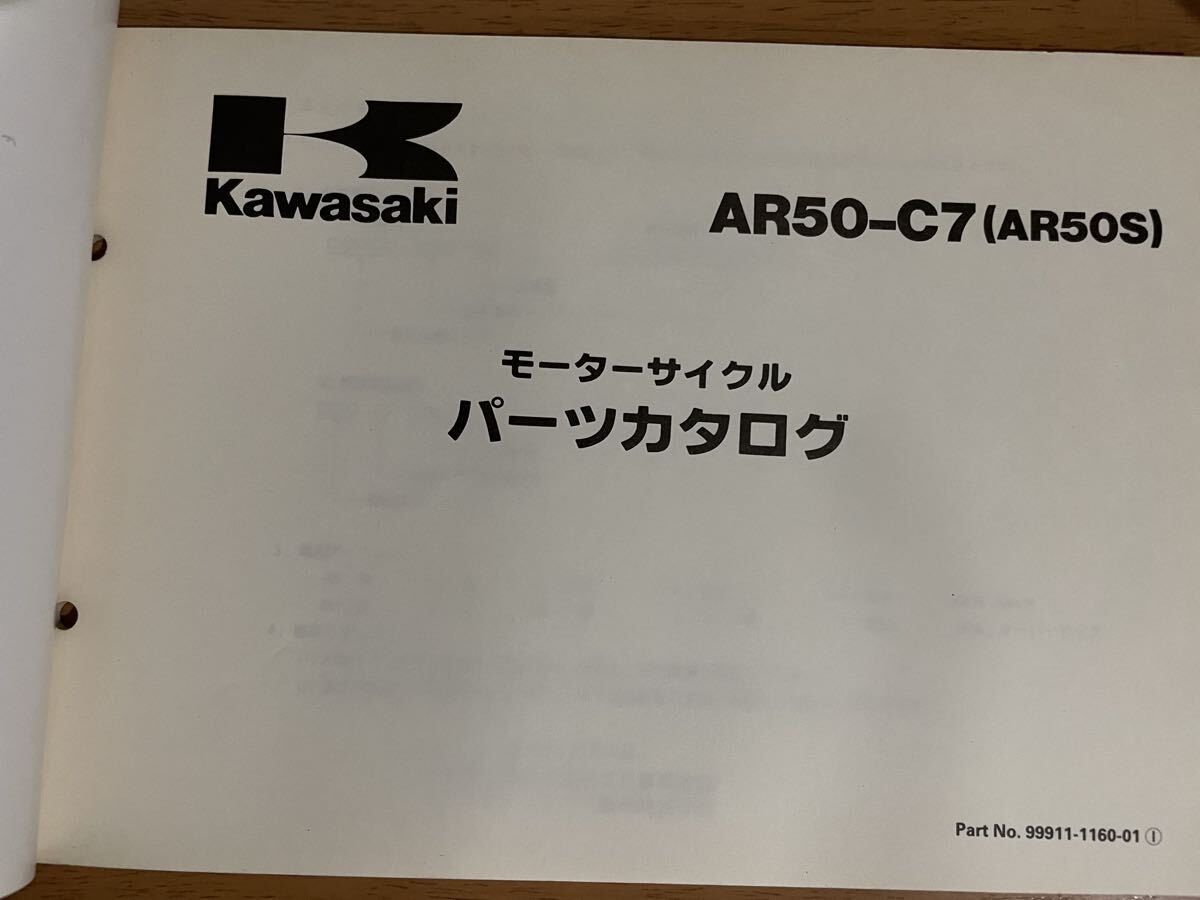 Kawasaki
AR50-C7(AR50S)
モーターサイクル
パーツカタログ
Part No. 99911-1160-01 Ⓘ